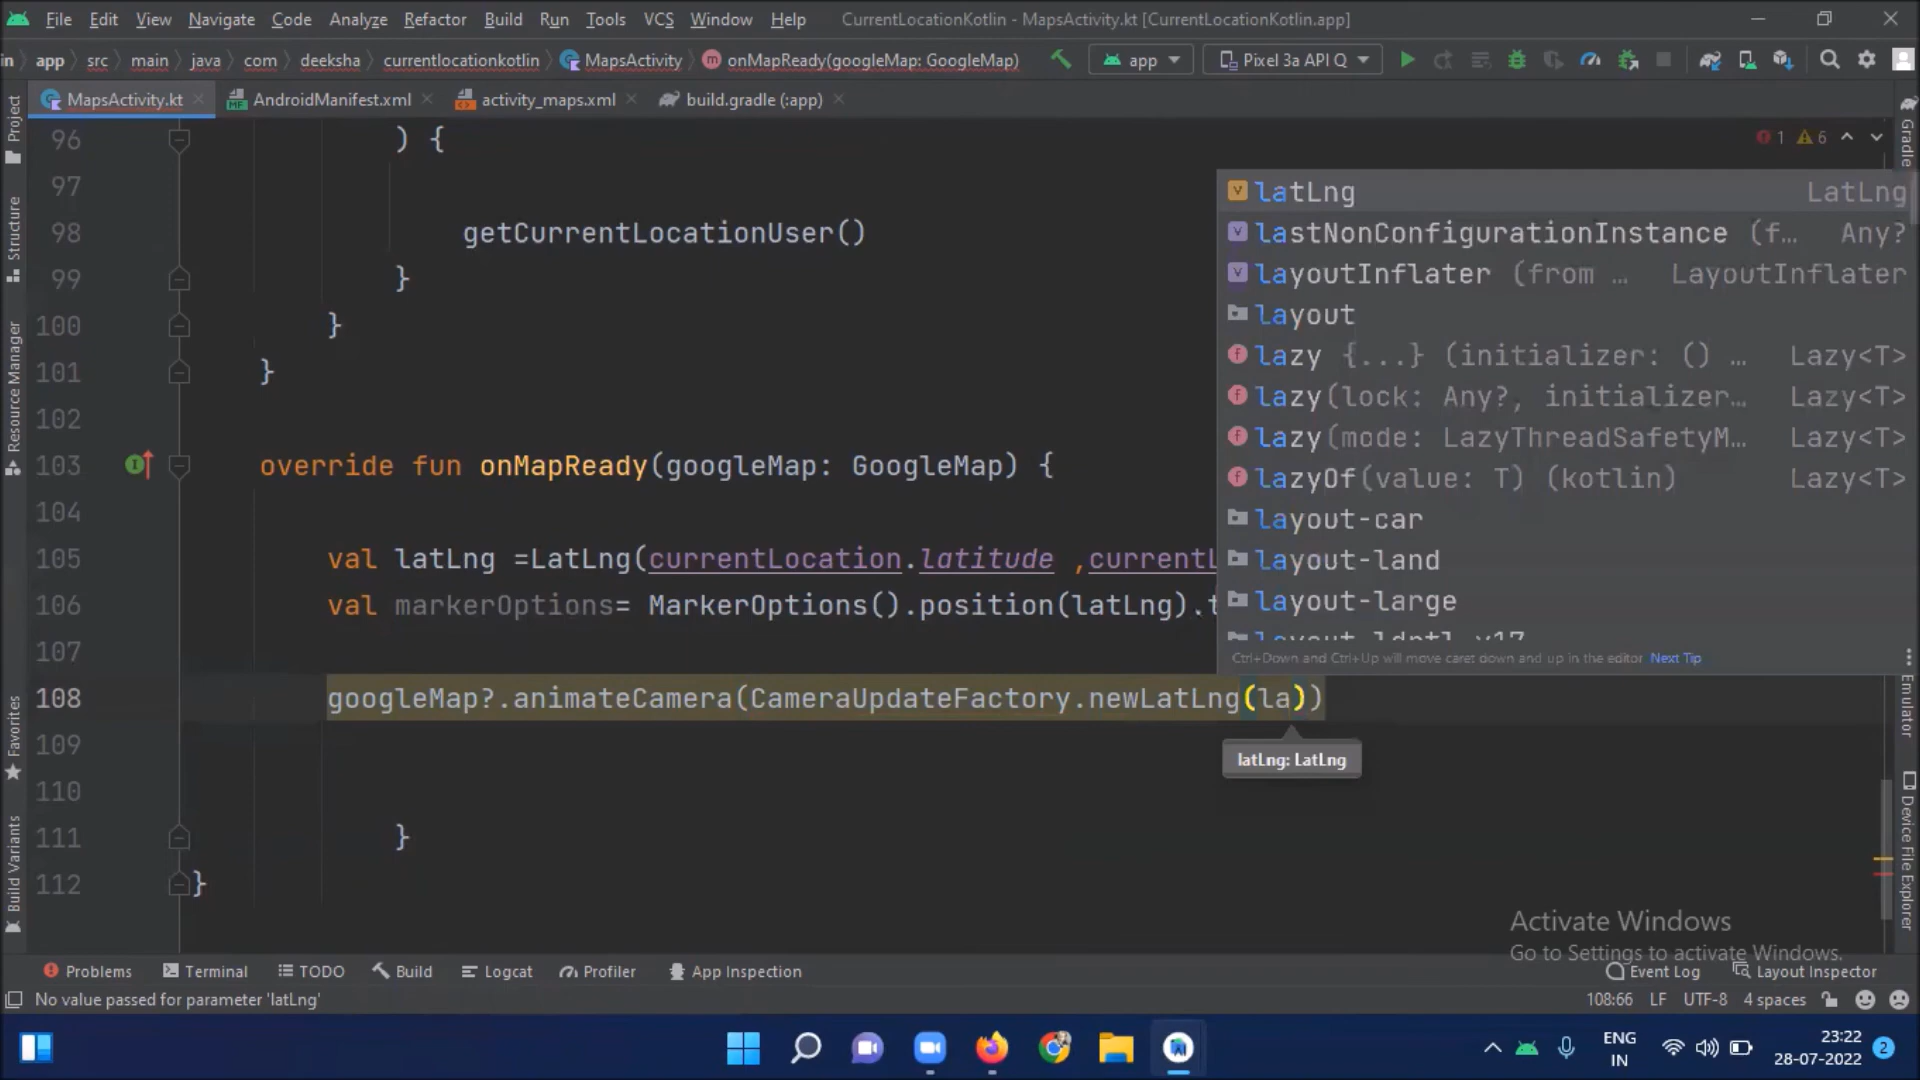 File Edit View Navigate Code Analyze Refactor Build Run Tools VCS Window Help CurrentLocationKotlin - MapsActivity.kt [CurrentLocationKotlin.app]
in app src main java com deeksha currentlocationkotlin MapsActivity onMapReady(googleMap: GoogleMap) app Pixel 3a API Q
MapsActivity.kt AndroidManifest.xml activity_maps.xml build.gradle (:app)
Project
Structure
Resource Manager
Favorites
Build Variants
96 ) {
97
98 getCurrentLocationUser()
99 }
100 }
101 }
102
103 override fun onMapReady(googleMap: GoogleMap) {
104
105 val latLng =LatLng(currentLocation.latitude ,currentL
106 val markerOptions= MarkerOptions().position(latLng).t
107
108 googleMap?.animateCamera(CameraUpdateFactory.newLatLng(la))
109
110
111 }
112 }
1 6
latLng LatLng
lastNonConfigurationInstance (f… Any?
layoutInflater (from … LayoutInflater
layout
lazy {...} (initializer: () … Lazy<T>
lazy(lock: Any?, initializer… Lazy<T>
lazy(mode: LazyThreadSafetyM… Lazy<T>
lazyOf(value: T) (kotlin) Lazy<T>
layout-car
layout-land
layout-large
layout-ldrtl-v17
Ctrl+Down and Ctrl+Up will move caret down and up in the editor Next Tip
latLng: LatLng
Gradle
Emulator
Device File Explorer
Activate Windows
Go to Settings to activate Windows.
Problems Terminal TODO Build Logcat Profiler App Inspection Event Log Layout Inspector
No value passed for parameter 'latLng' 108:66 LF UTF-8 4 spaces
ENG
IN
23:22
28-07-2022
2